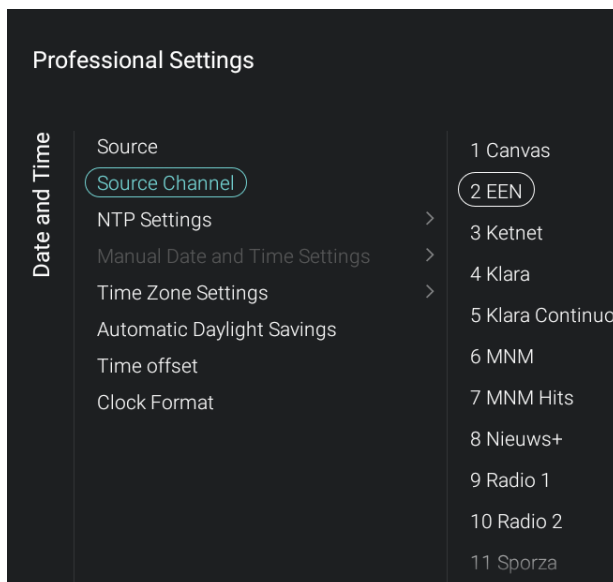 Professional Settings
Date and Time
Source
Source Channel
NTP Settings
Manual Date and Time Settings
Time Zone Settings
Automatic Daylight Savings
Time offset
Clock Format
1 Canvas
2 EEN
3 Ketnet
4 Klara
5 Klara Continuo
6 MNM
7 MNM Hits
8 Nieuws+
9 Radio 1
10 Radio 2
11 Sporza